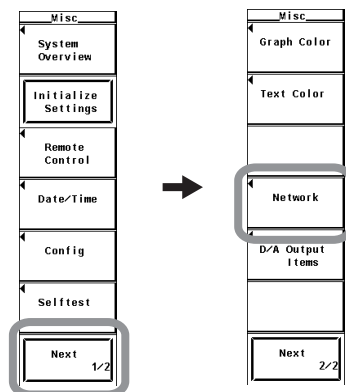 Misc
System
Overview
Initialize
Settings
Remote
Control
Date/Time
Config
Selftest
Next
1/2
Misc
Graph Color
Text Color
Network
D/A Output
Items
Next
2/2